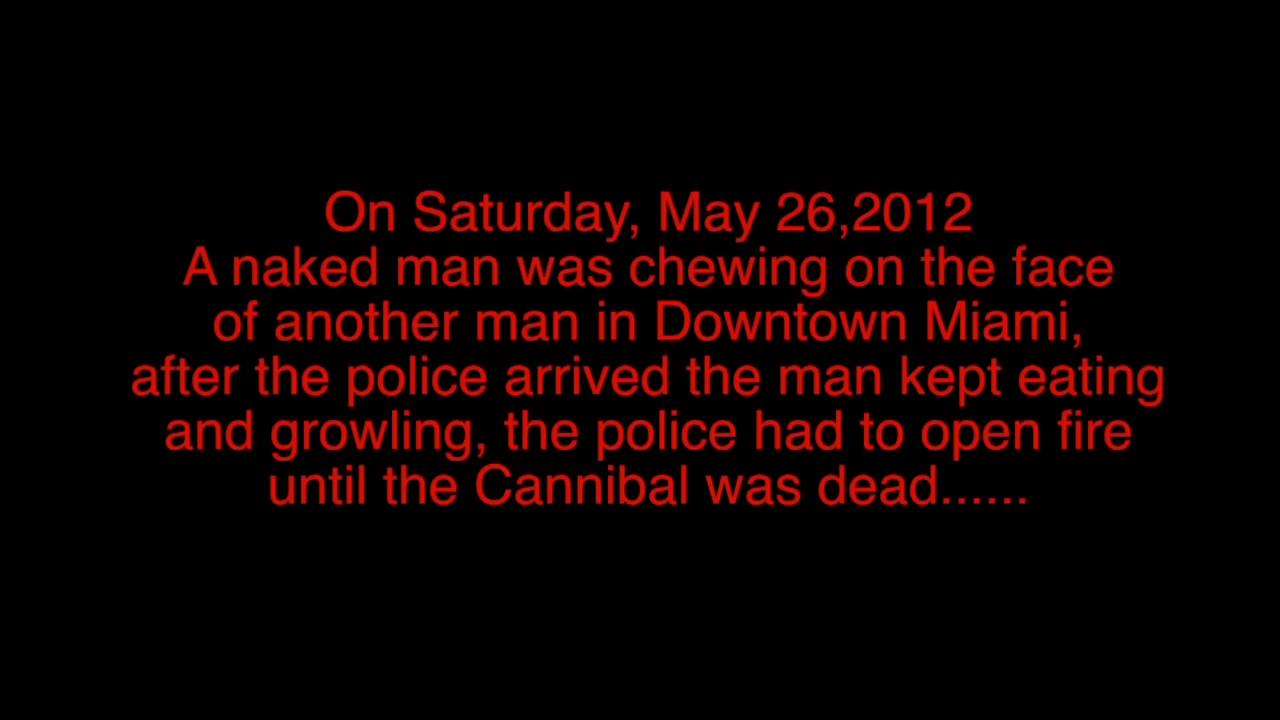 On Saturday, May 26,2012
A naked man was chewing on the face
of another man in Downtown Miami,
after the police arrived the man kept eating
and growling, the police had to open fire
until the Cannibal was dead......